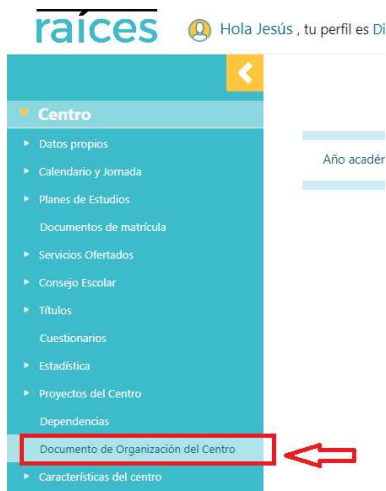 raíces
Hola Jesús , tu perfil es Di
Centro
Datos propios
Calendario y Jornada
Año acadér
Planes de Estudios
Documentos de matrícula
Servicios Ofertados
Consejo Escolar
Títulos
Cuestionarios
Estadística
Proyectos del Centro
Dependencias
Documento de Organización del Centro
Características del centro